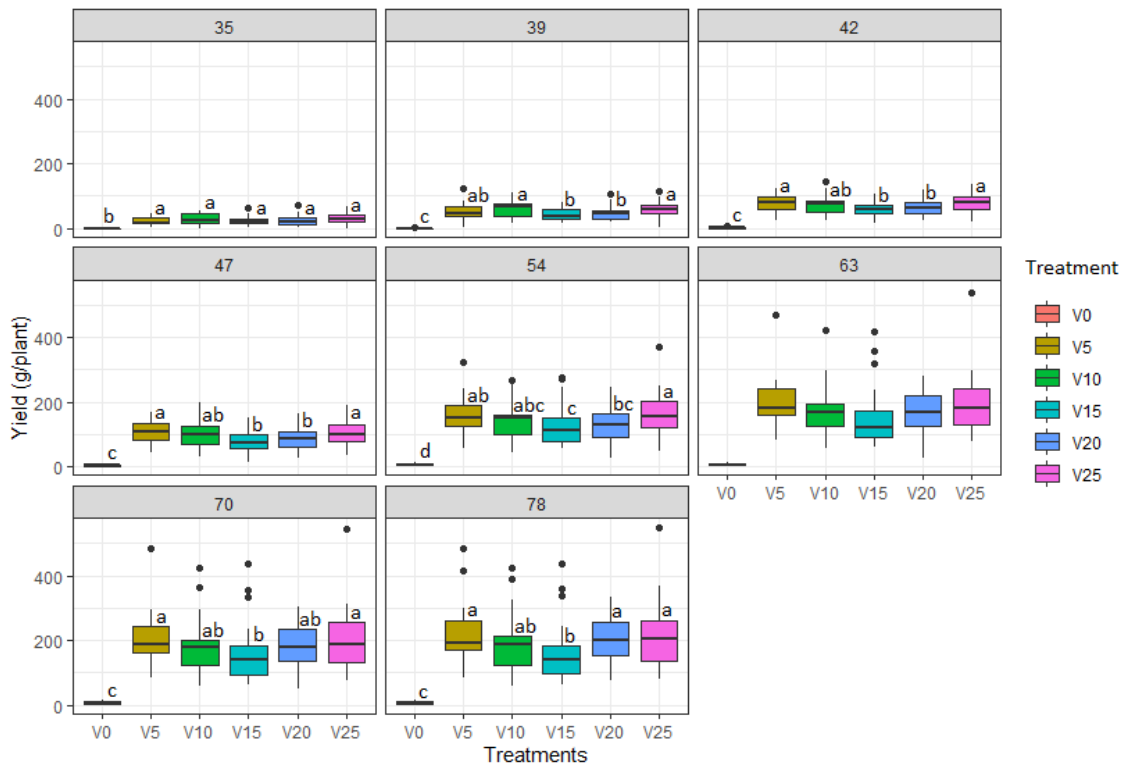 35 39 42
400
200
0
b a a a a a
c ab a b b a
c a ab b b a
47 54 63
400
200
0
c a ab b b a
d ab abc c bc a
V0 V5 V10 V15 V20 V25
70 78
400
200
0
c a ab b ab a
c a ab b a a
V0 V5 V10 V15 V20 V25
V0 V5 V10 V15 V20 V25
Yield (g/plant)
Treatments
Treatment
V0
V5
V10
V15
V20
V25